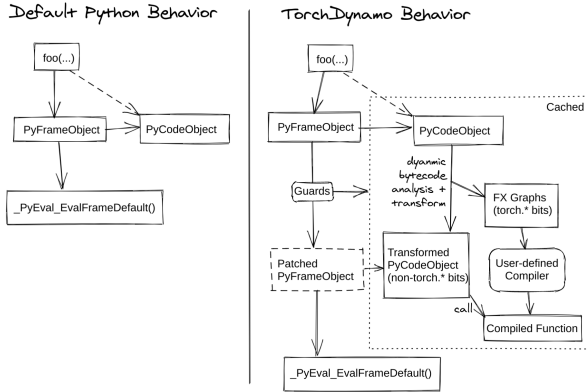 Default Python Behavior
foo(...)
PyFrameObject
PyCodeObject
_PyEval_EvalFrameDefault()
TorchDynamo Behavior
foo(...)
Cached
PyFrameObject
PyCodeObject
dyanmic
bytecode
analysis +
transform
Guards
FX Graphs
(torch.* bits)
Patched
PyFrameObject
Transformed
PyCodeObject
(non-torch.* bits)
User-defined
Compiler
call
Compiled Function
_PyEval_EvalFrameDefault()